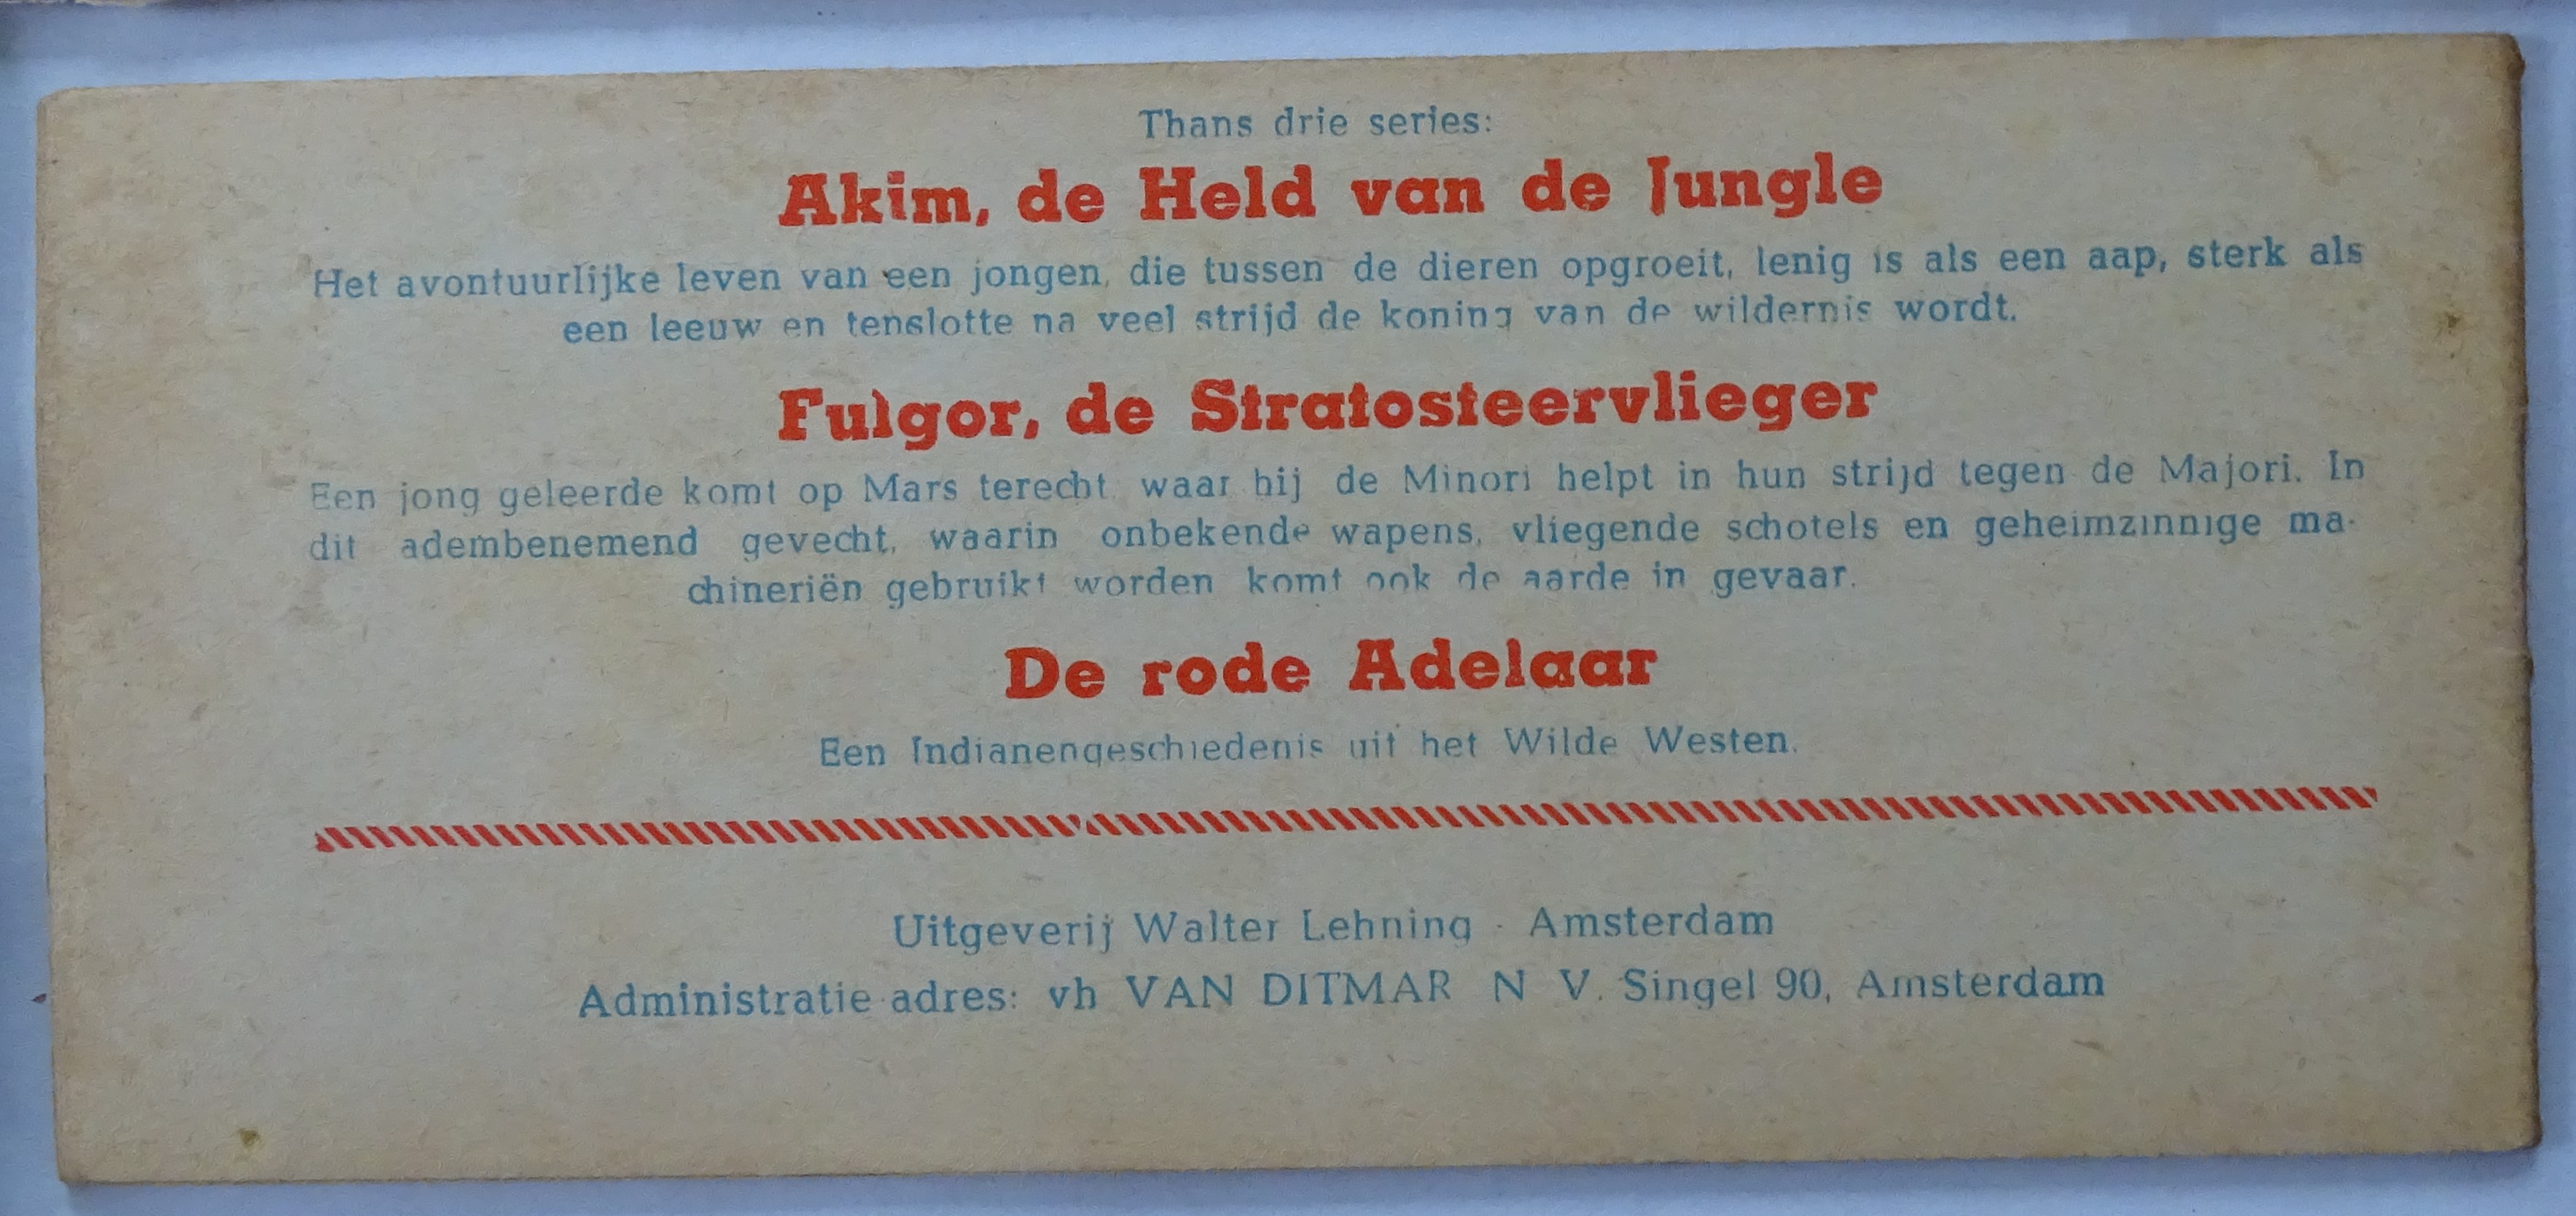 Thans drie series:
Akim, de Held van de Jungle
Het avontuurlijke leven van een jongen, die tussen de dieren opgroeit, lenig is als een aap, sterk als
een leeuw en tenslotte na veel strijd de koning van de wildernis wordt.
Fulgor, de Stratosfeervlieger
Een jong geleerde komt op Mars terecht, waar hij de Minori helpt in hun strijd tegen de Majori. In
dit adembenemend gevecht, waarin onbekende wapens, vliegende schotels en geheimzinnige ma-
chineriën gebruikt worden komt ook de aarde in gevaar.
De rode Adelaar
Een Indianengeschiedenis uit het Wilde Westen.
Uitgeverij Walter Lehning - Amsterdam
Administratie adres: vh VAN DITMAR N V. Singel 90, Amsterdam